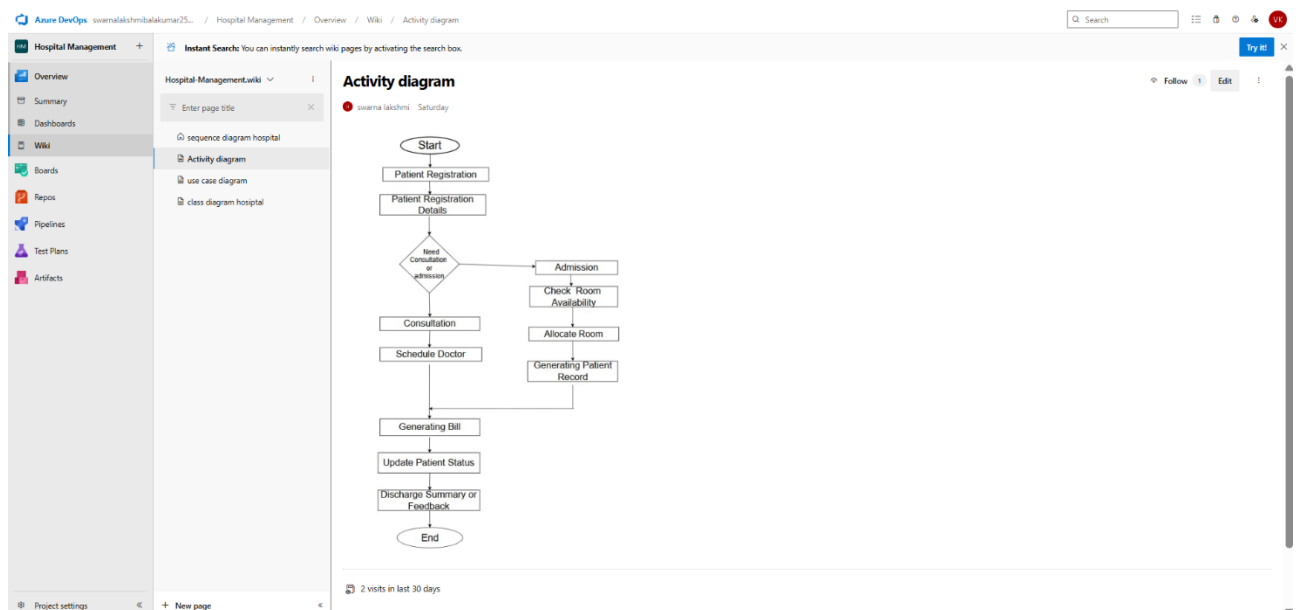 Azure DevOps swarnalakshmibalakumar25... / Hospital Management / Overview / Wiki / Activity diagram
Search
VK
HM Hospital Management +
Instant Search: You can instantly search wiki pages by activating the search box.
Try it!
Overview
Summary
Dashboards
Wiki
Boards
Repos
Pipelines
Test Plans
Artifacts
Project settings
Hospital-Management.wiki
Enter page title
sequence diagram hospital
Activity diagram
use case diagram
class diagram hosiptal
+ New page
Activity diagram
Follow 1 Edit
swarna lakshmi Saturday
Start
Patient Registration
Patient Registration
Details
Need
Consultation
or
admission
Admission
Check Room
Availability
Allocate Room
Generating Patient
Record
Consultation
Schedule Doctor
Generating Bill
Update Patient Status
Discharge Summary or
Feedback
End
2 visits in last 30 days